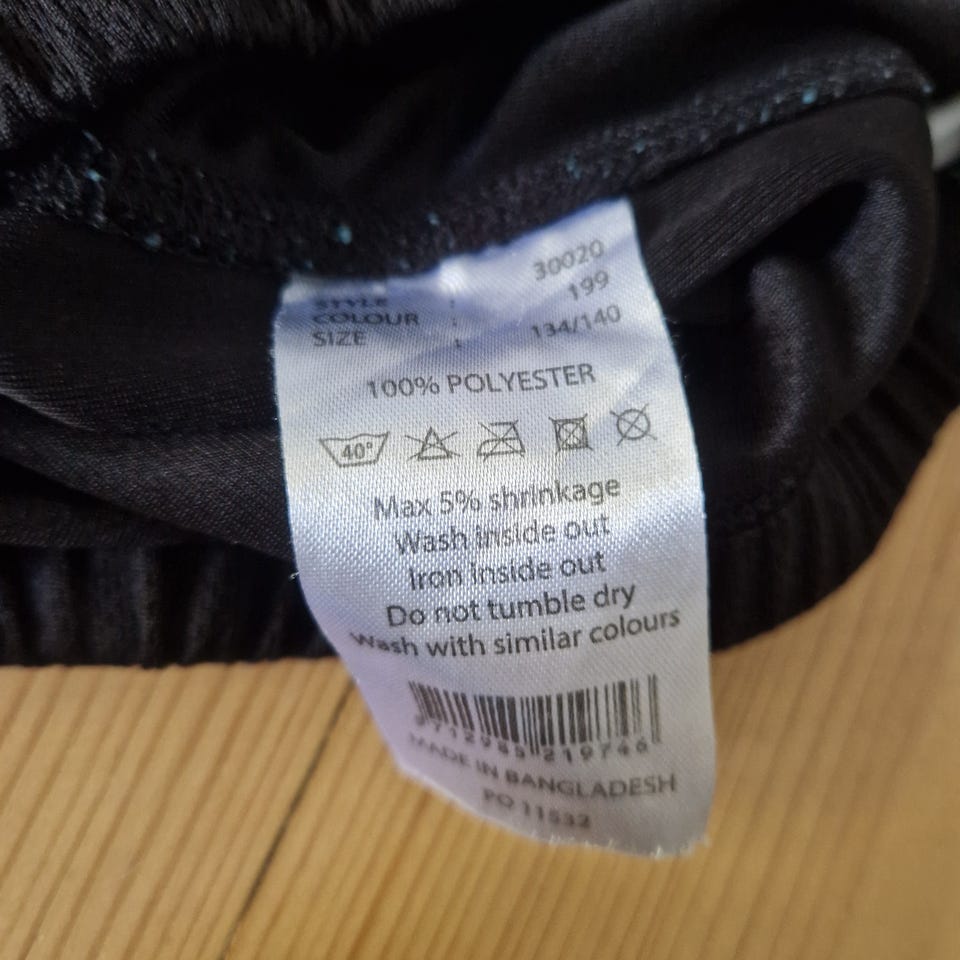 STYLE : 30020
COLOUR : 199
SIZE : 134/140
100% POLYESTER
40°
Max 5% shrinkage
Wash inside out
Iron inside out
Do not tumble dry
Wash with similar colours
8712985219746
MADE IN BANGLADESH
PO 11532